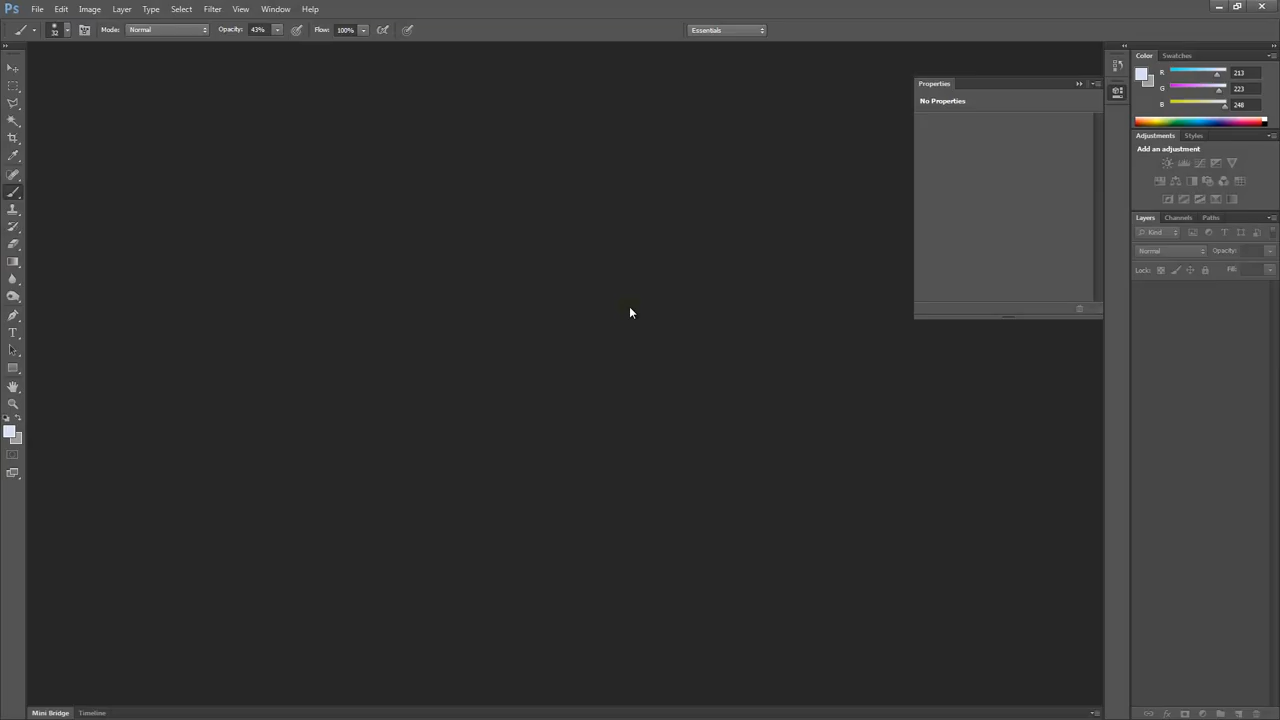 Ps File Edit Image Layer Type Select Filter View Window Help
32 Mode: Normal Opacity: 43% Flow: 100% Essentials
Color Swatches
R 213
G 223
B 248
Properties
No Properties
Adjustments Styles
Add an adjustment
Layers Channels Paths
Kind T
Normal Opacity:
Lock: Fill:
T
fx
Mini Bridge Timeline